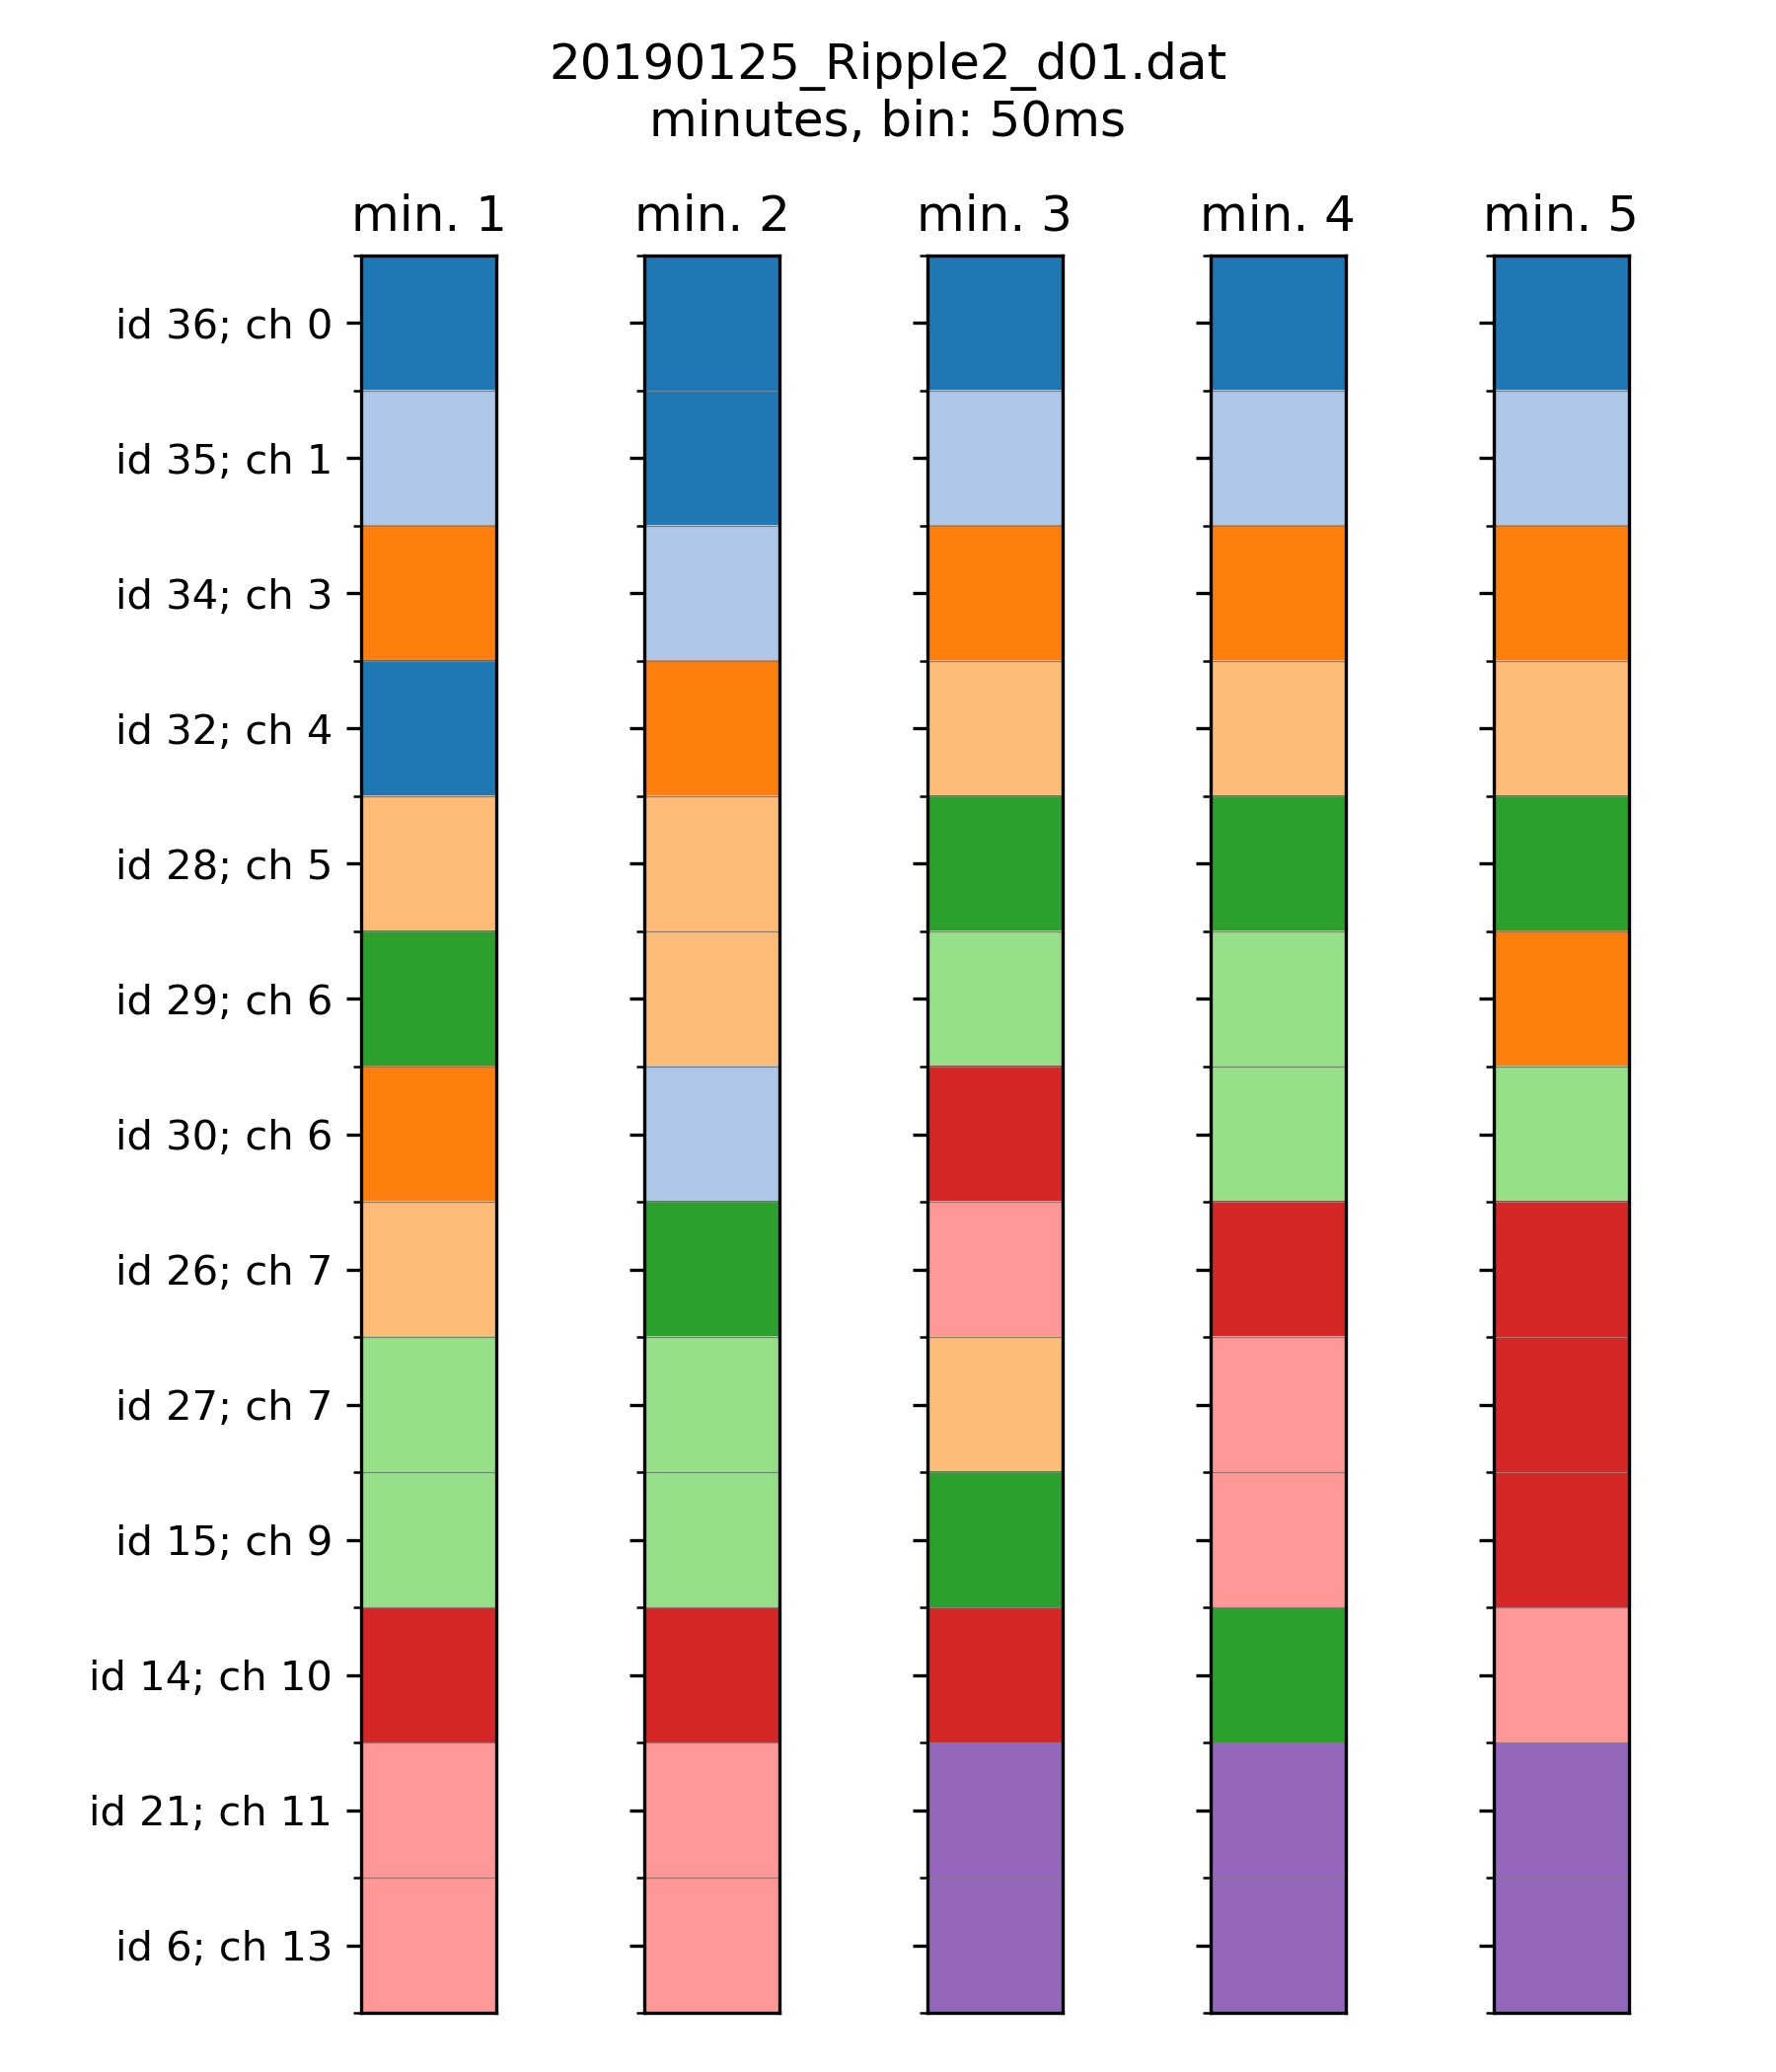 20190125_Ripple2_d01.dat
minutes, bin: 50ms
min. 1 min. 2 min. 3 min. 4 min. 5
id 36; ch 0
id 35; ch 1
id 34; ch 3
id 32; ch 4
id 28; ch 5
id 29; ch 6
id 30; ch 6
id 26; ch 7
id 27; ch 7
id 15; ch 9
id 14; ch 10
id 21; ch 11
id 6; ch 13